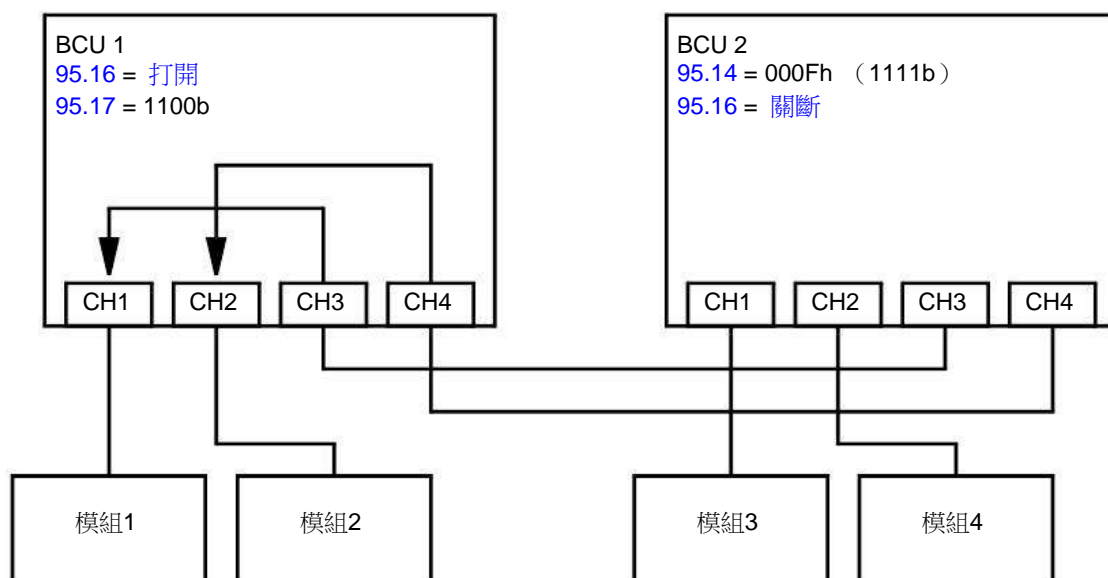 BCU 1
95.16 = 打開
95.17 = 1100b
CH1 CH2 CH3 CH4
BCU 2
95.14 = 000Fh （1111b）
95.16 = 關斷
CH1 CH2 CH3 CH4
模組1
模組2
模組3
模組4